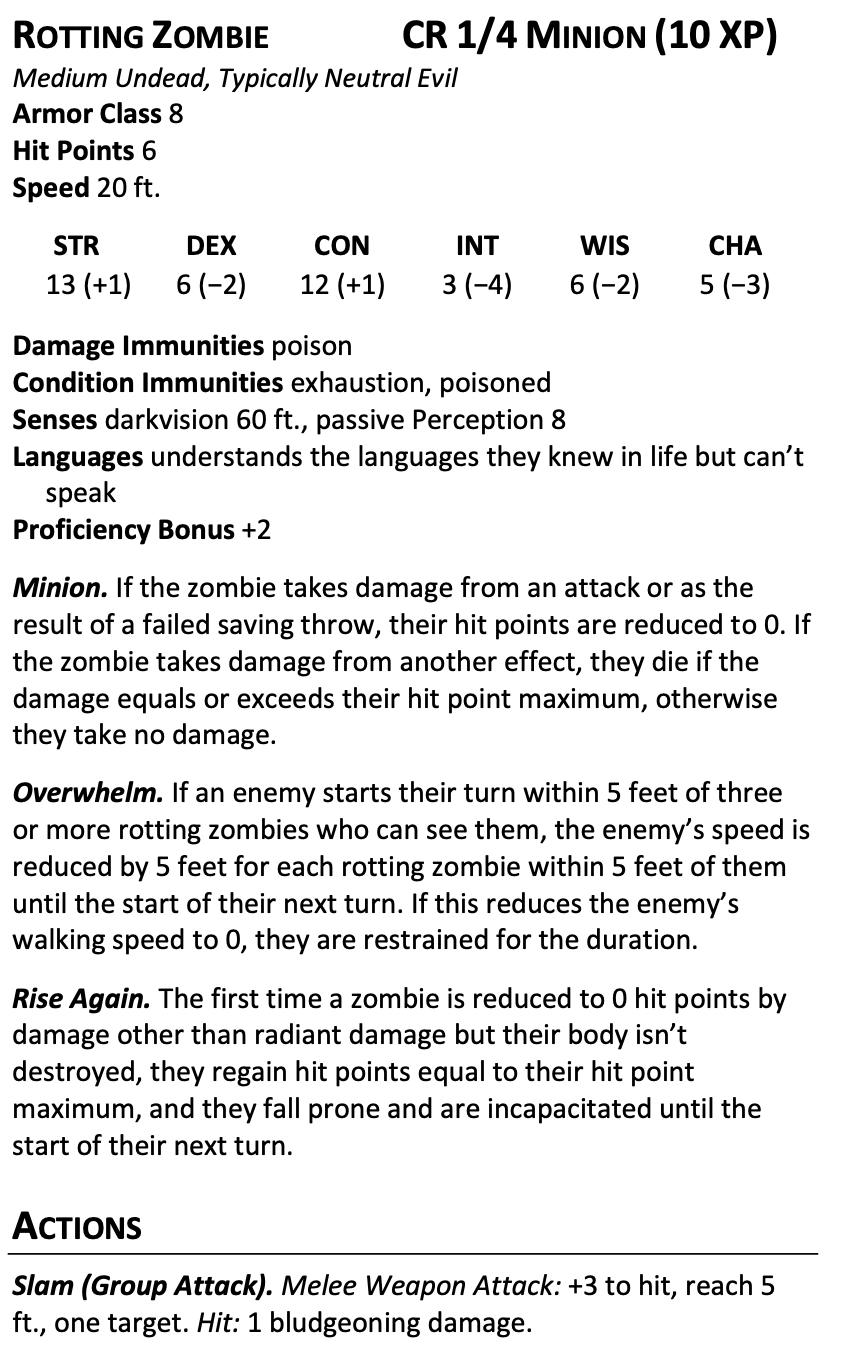 ROTTING ZOMBIE CR 1/4 MINION (10 XP)
Medium Undead, Typically Neutral Evil
Armor Class 8
Hit Points 6
Speed 20 ft.
STR DEX CON INT WIS CHA
13 (+1) 6 (−2) 12 (+1) 3 (−4) 6 (−2) 5 (−3)
Damage Immunities poison
Condition Immunities exhaustion, poisoned
Senses darkvision 60 ft., passive Perception 8
Languages understands the languages they knew in life but can’t
speak
Proficiency Bonus +2
Minion. If the zombie takes damage from an attack or as the
result of a failed saving throw, their hit points are reduced to 0. If
the zombie takes damage from another effect, they die if the
damage equals or exceeds their hit point maximum, otherwise
they take no damage.
Overwhelm. If an enemy starts their turn within 5 feet of three
or more rotting zombies who can see them, the enemy’s speed is
reduced by 5 feet for each rotting zombie within 5 feet of them
until the start of their next turn. If this reduces the enemy’s
walking speed to 0, they are restrained for the duration.
Rise Again. The first time a zombie is reduced to 0 hit points by
damage other than radiant damage but their body isn’t
destroyed, they regain hit points equal to their hit point
maximum, and they fall prone and are incapacitated until the
start of their next turn.
ACTIONS
Slam (Group Attack). Melee Weapon Attack: +3 to hit, reach 5
ft., one target. Hit: 1 bludgeoning damage.